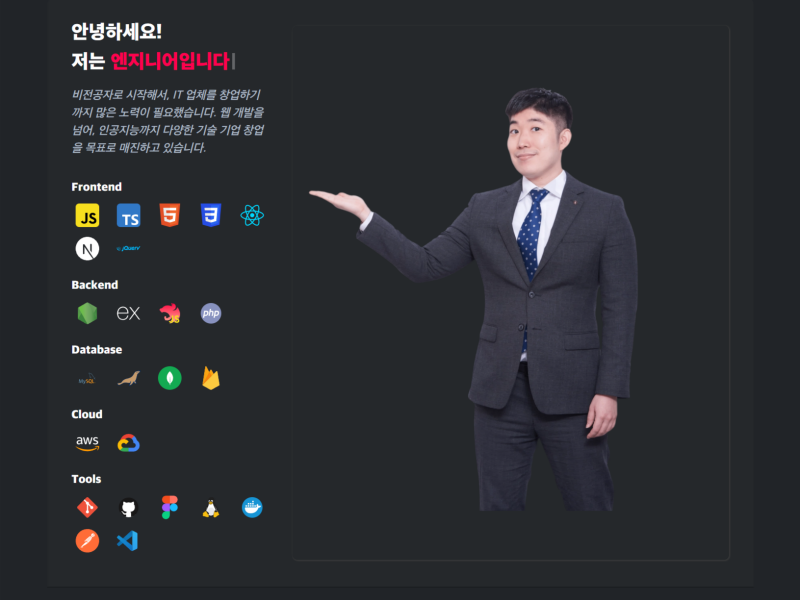 안녕하세요!
저는 엔지니어입니다|
비전공자로 시작해서, IT 업체를 창업하기
까지 많은 노력이 필요했습니다. 웹 개발을
넘어, 인공지능까지 다양한 기술 기업 창업
을 목표로 매진하고 있습니다.
Frontend
JS TS 5 3
N jQuery
Backend
ex JS php
Database
MySQL
Cloud
aws
Tools